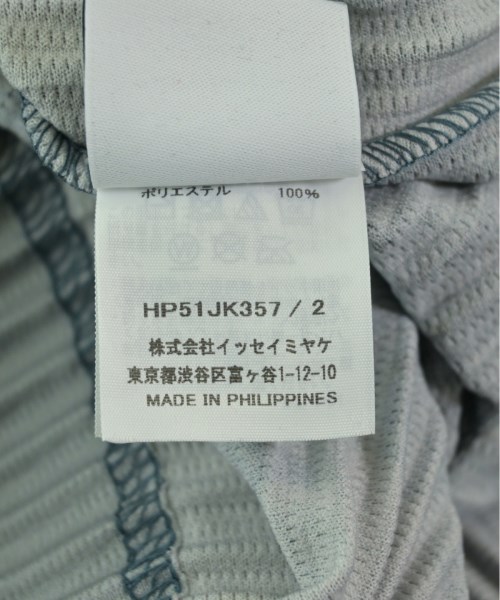 ポリエステル 100%
HP51JK357 / 2
株式会社イッセイミヤケ
東京都渋谷区富ヶ谷1-12-10
MADE IN PHILIPPINES